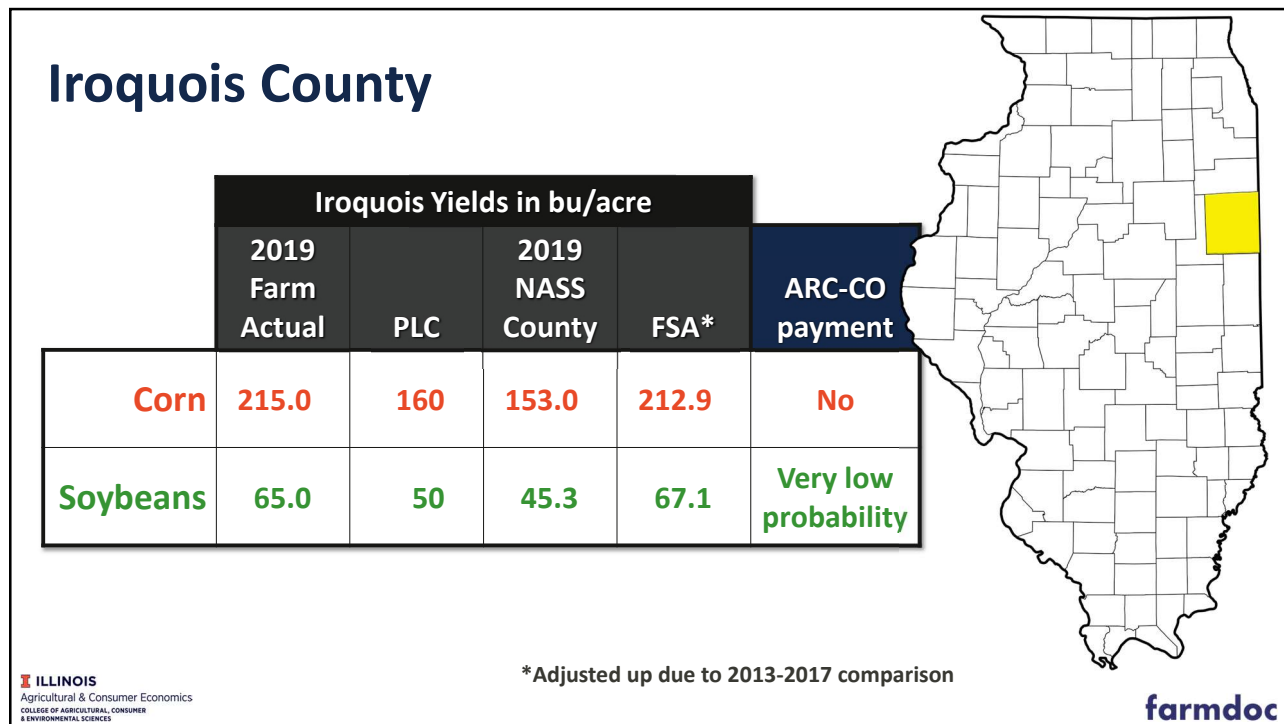 Iroquois County
Iroquois Yields in bu/acre
2019 Farm Actual PLC 2019 NASS County FSA* ARC-CO payment
Corn 215.0 160 153.0 212.9 No
Soybeans 65.0 50 45.3 67.1 Very low probability
*Adjusted up due to 2013-2017 comparison
I ILLINOIS
Agricultural & Consumer Economics
COLLEGE OF AGRICULTURAL, CONSUMER
& ENVIRONMENTAL SCIENCES
farmdoc